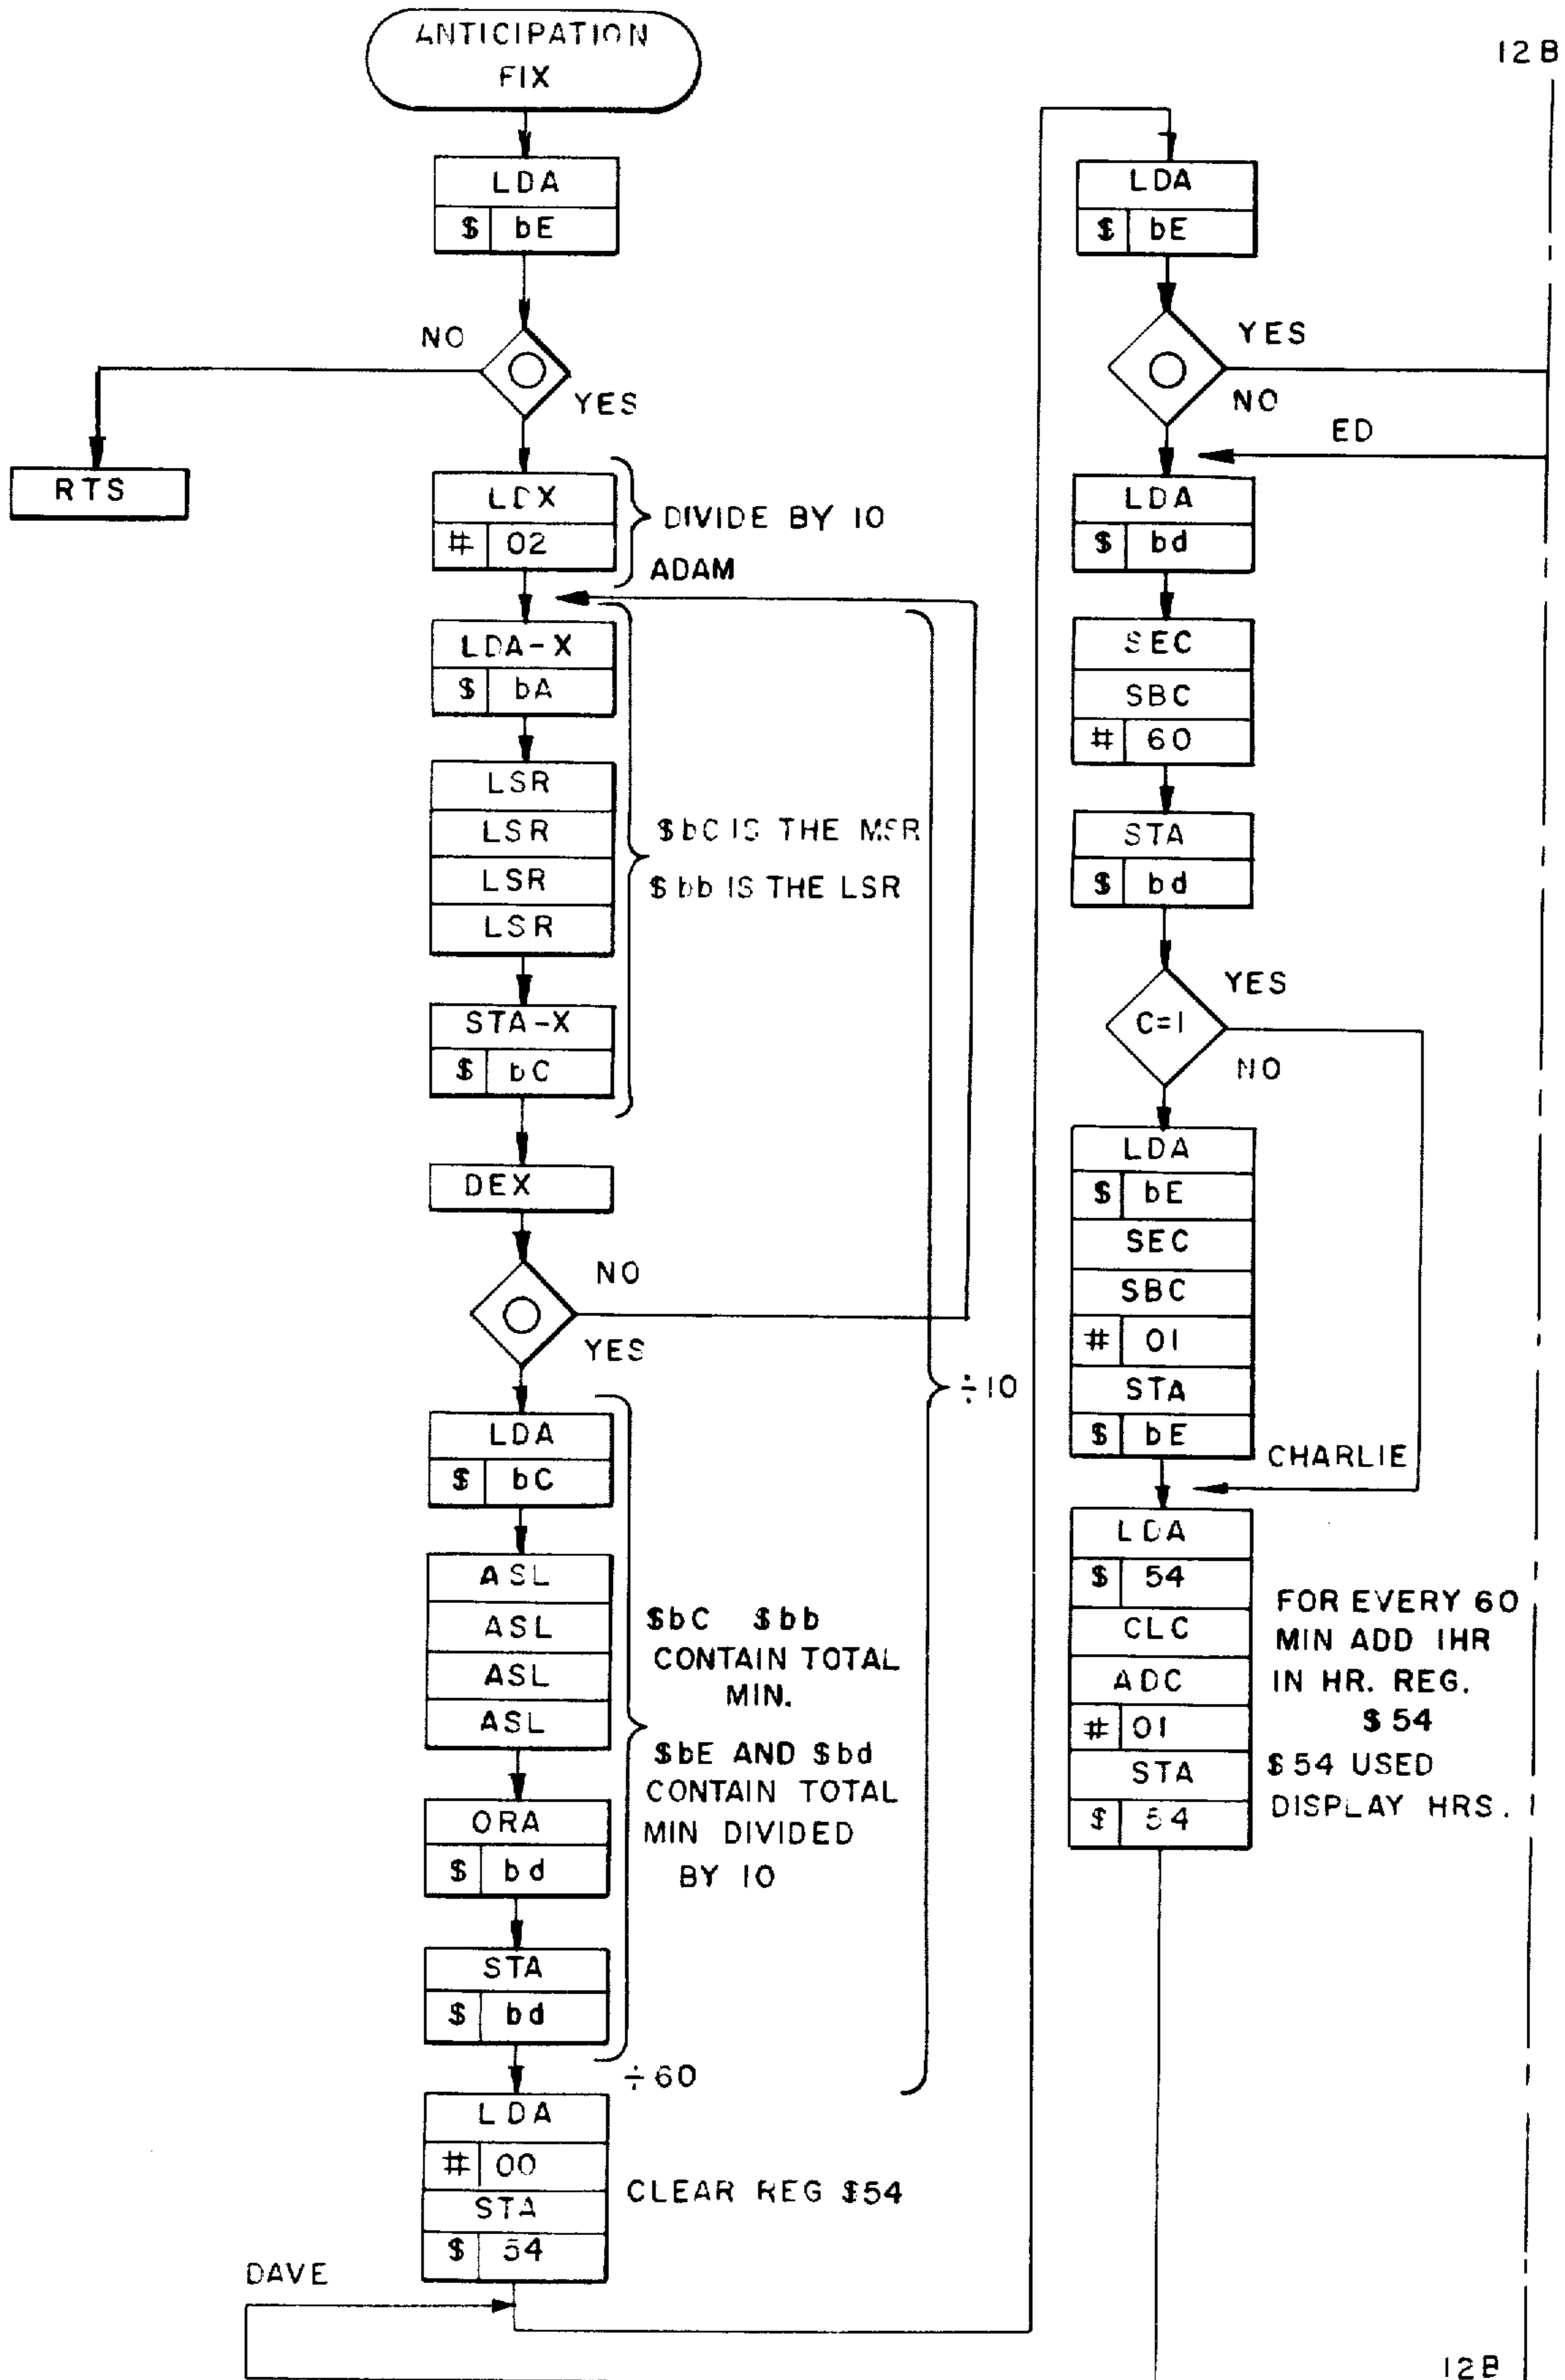 ANTICIPATION
FIX
LDA
$ bE
NO
YES
RTS
LDX
# 02
DIVIDE BY 10
ADAM
LDA-X
$ bA
LSR
LSR
LSR
LSR
$bC IS THE MSR
$bb IS THE LSR
STA-X
$ bC
DEX
NO
YES
÷10
LDA
$ bC
ASL
ASL
ASL
ASL
$bC $bb
CONTAIN TOTAL
MIN.
$bE AND $bd
CONTAIN TOTAL
MIN DIVIDED
BY 10
ORA
$ bd
STA
$ bd
÷60
LDA
# 00
STA
$ 54
CLEAR REG $54
DAVE
12B
LDA
$ bE
YES
NO
ED
LDA
$ bd
SEC
SBC
# 60
STA
$ bd
C=1
YES
NO
LDA
$ bE
SEC
SBC
# 01
STA
$ bE
CHARLIE
LDA
$ 54
CLC
ADC
# 01
STA
$ 54
FOR EVERY 60
MIN ADD 1HR
IN HR. REG.
$54
$54 USED
DISPLAY HRS.
12B